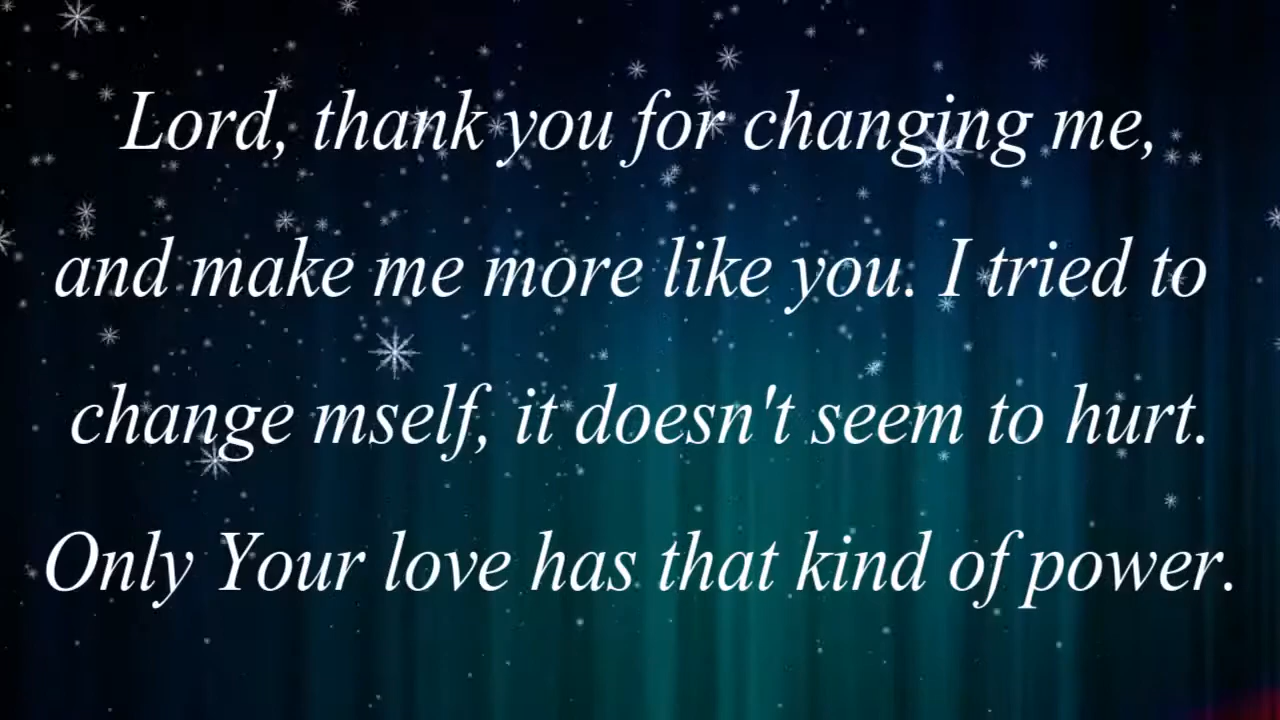 Lord, thank you for changing me,
and make me more like you. I tried to
change mself, it doesn't seem to hurt.
Only Your love has that kind of power.